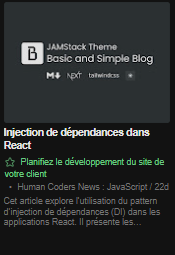 B
JAMStack Theme
Basic and Simple Blog
M↓ NEXT tailwindcss
Injection de dépendances dans
React
Planifiez le développement du site de
votre client
• Human Coders News : JavaScript / 22d
Cet article explore l'utilisation du pattern
d'injection de dépendances (DI) dans les
applications React. Il présente les…